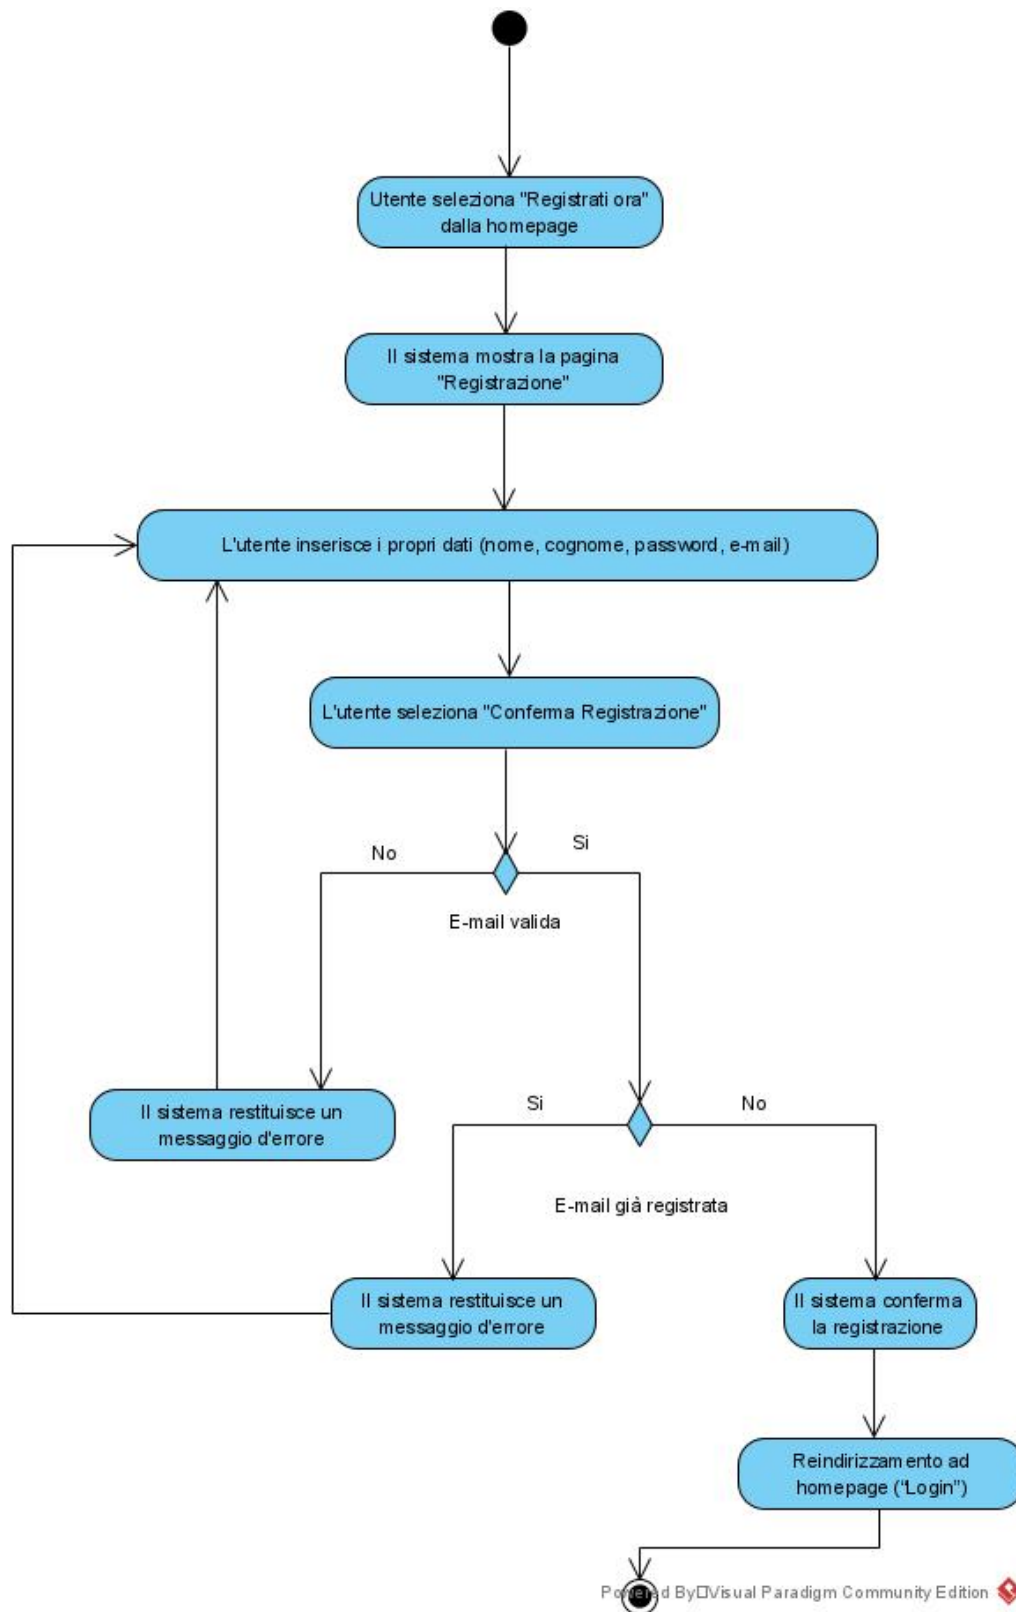 Utente seleziona "Registrati ora"
dalla homepage
Il sistema mostra la pagina
"Registrazione"
L'utente inserisce i propri dati (nome, cognome, password, e-mail)
L'utente seleziona "Conferma Registrazione"
No
Si
E-mail valida
Il sistema restituisce un
messaggio d'errore
Si
No
E-mail già registrata
Il sistema restituisce un
messaggio d'errore
Il sistema conferma
la registrazione
Reindirizzamento ad
homepage (“Login”)
Powered By□Visual Paradigm Community Edition